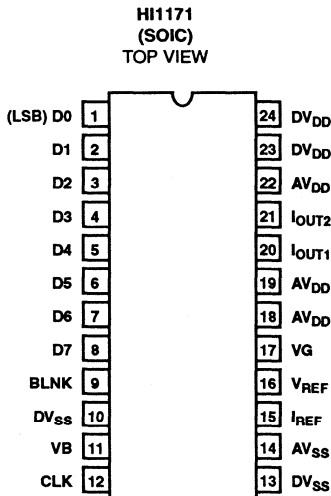 HI1171
(SOIC)
TOP VIEW
(LSB) D0 1 24 DVDD
D1 2 23 DVDD
D2 3 22 AVDD
D3 4 21 IOUT2
D4 5 20 IOUT1
D5 6 19 AVDD
D6 7 18 AVDD
D7 8 17 VG
BLNK 9 16 VREF
DVSS 10 15 IREF
VB 11 14 AVSS
CLK 12 13 DVSS